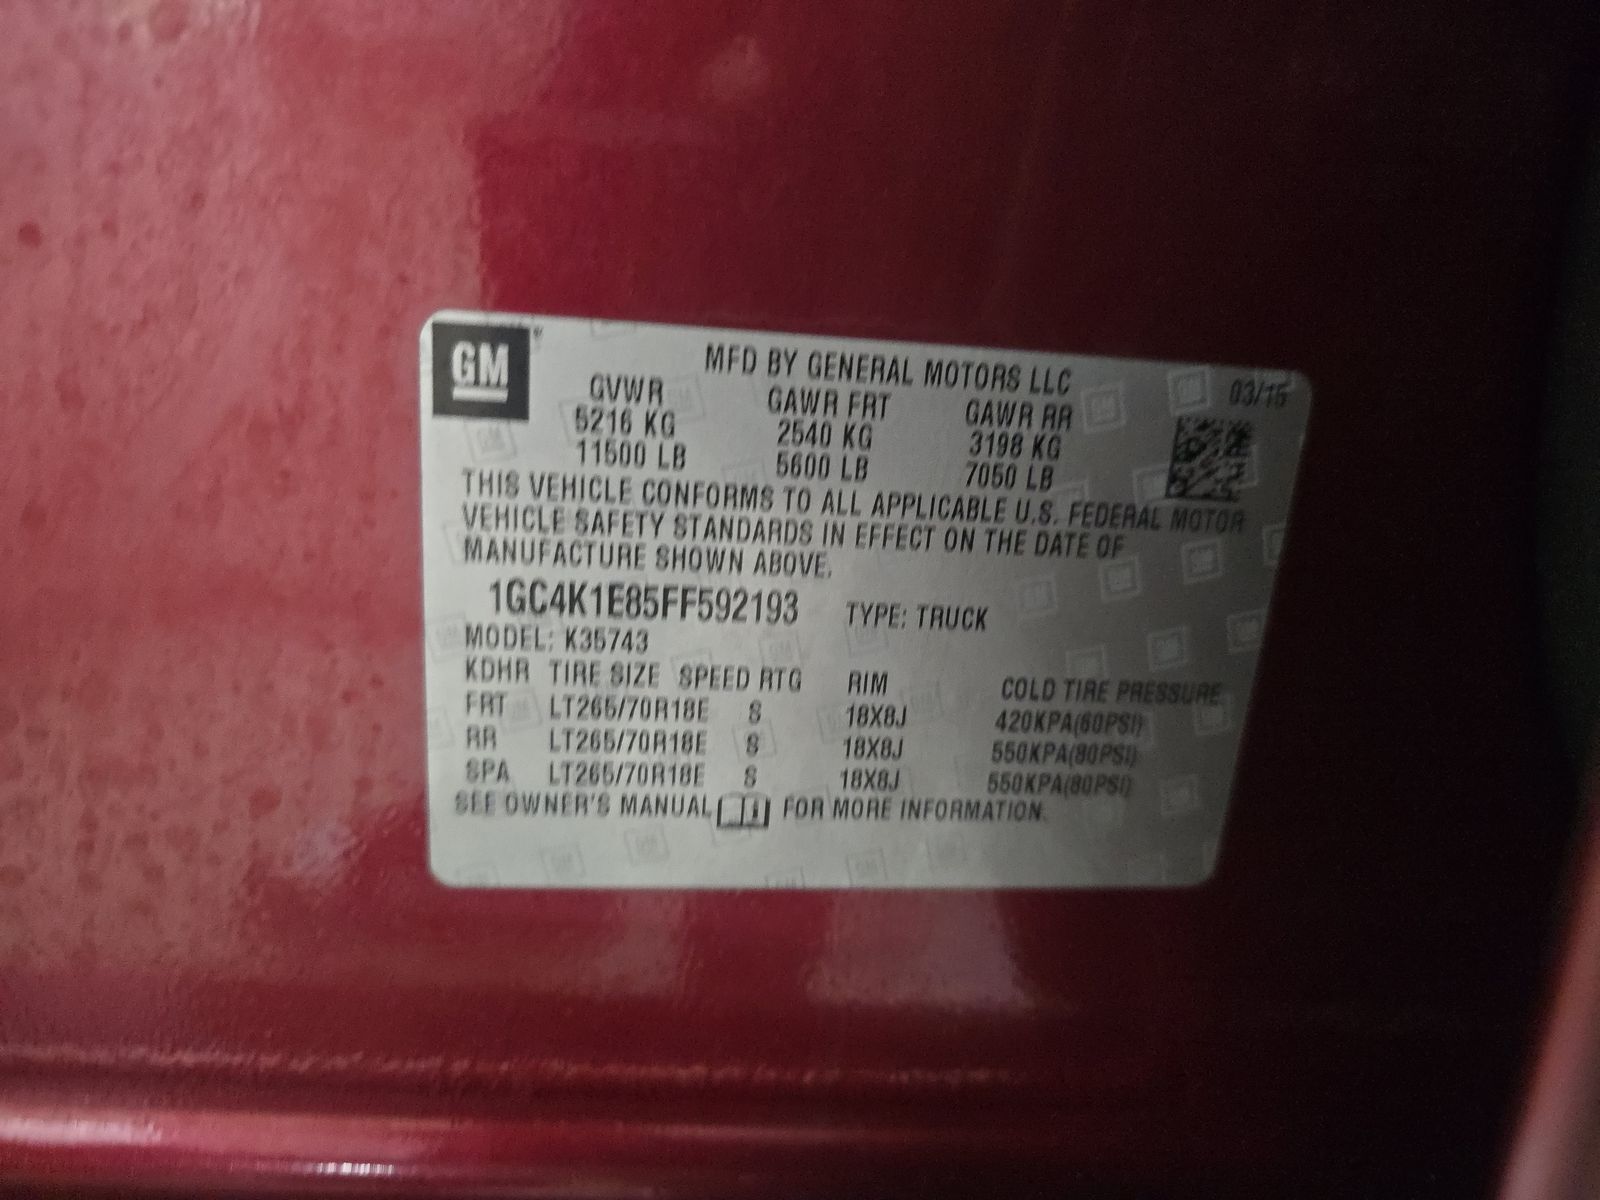 GM
MFD BY GENERAL MOTORS LLC 03/15
GVWR GAWR FRT GAWR RR
5216 KG 2540 KG 3198 KG
11500 LB 5600 LB 7050 LB
THIS VEHICLE CONFORMS TO ALL APPLICABLE U.S. FEDERAL MOTOR
VEHICLE SAFETY STANDARDS IN EFFECT ON THE DATE OF
MANUFACTURE SHOWN ABOVE.
1GC4K1E85FF592193 TYPE: TRUCK
MODEL: K35743
KDHR TIRE SIZE SPEED RTG RIM COLD TIRE PRESSURE
FRT LT265/70R18E S 18X8J 420KPA(60PSI)
RR LT265/70R18E S 18X8J 550KPA(80PSI)
SPA LT265/70R18E S 18X8J 550KPA(80PSI)
SEE OWNER'S MANUAL FOR MORE INFORMATION.